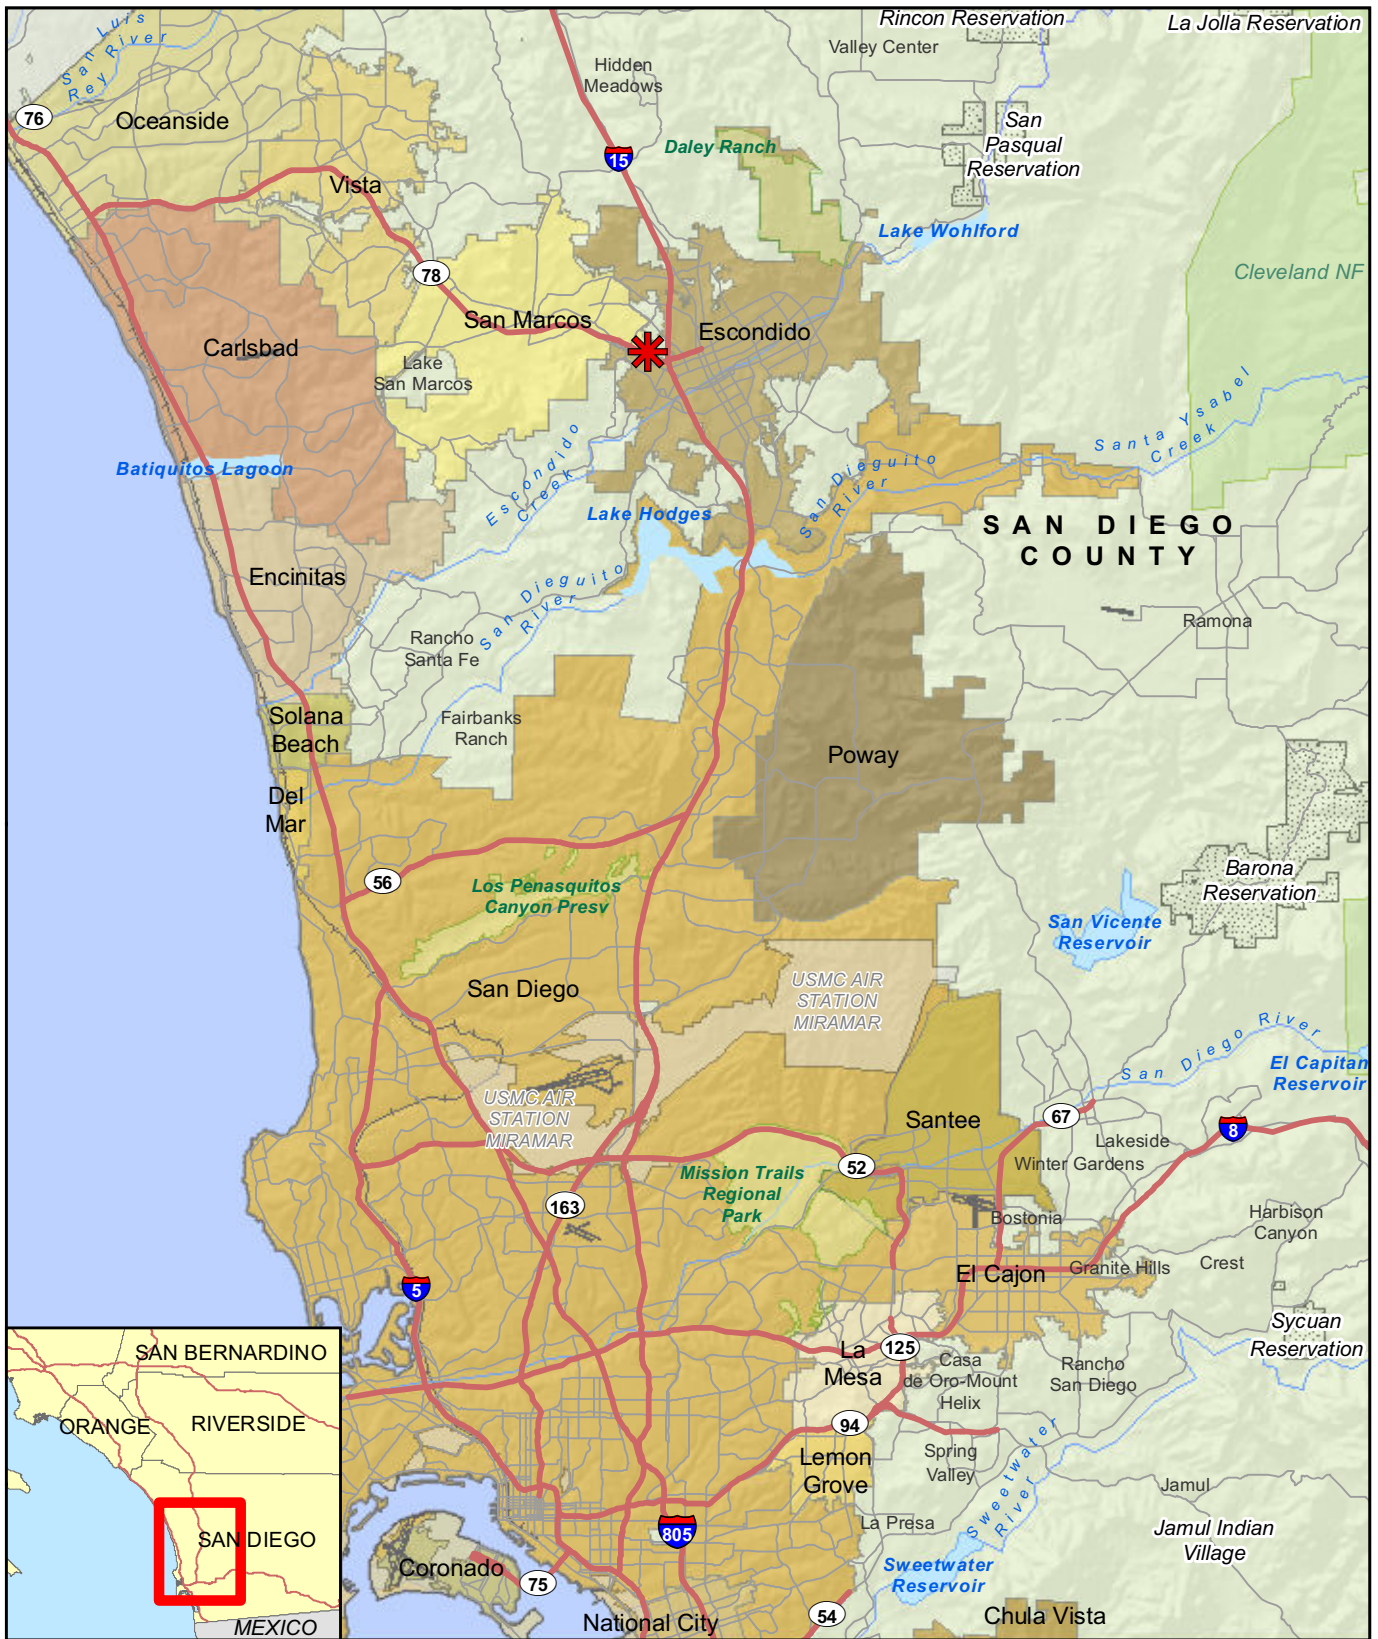 San Luis
Rey River
Rincon Reservation
La Jolla Reservation
Valley Center
Hidden
Meadows
76
Oceanside
San
Pasqual
Reservation
15
Daley Ranch
Vista
Lake Wohlford
Cleveland NF
78
San Marcos
Escondido
Carlsbad
Lake
San Marcos
Santa Ysabel
Creek
Batiquitos Lagoon
Escondido
Creek
San Dieguito
River
Lake Hodges
SAN DIEGO
COUNTY
Encinitas
San Dieguito
River
Ramona
Rancho
Santa Fe
Solana
Beach
Fairbanks
Ranch
Poway
Del
Mar
56
Los Penasquitos
Canyon Presv
Barona
Reservation
San Vicente
Reservoir
San Diego
USMC AIR
STATION
MIRAMAR
San Diego River
El Capitan
Reservoir
USMC AIR
STATION
MIRAMAR
Santee
67
8
Lakeside
Winter Gardens
52
Mission Trails
Regional
Park
163
Bostonia
Harbison
Canyon
El Cajon
Granite Hills
Crest
5
Sycuan
Reservation
125
La
Mesa
Casa
de Oro-Mount
Helix
Rancho
San Diego
94
Lemon
Grove
Spring
Valley
Sweetwater
River
Jamul
La Presa
Jamul Indian
Village
805
Sweetwater
Reservoir
Coronado
75
National City
54
Chula Vista
SAN BERNARDINO
ORANGE
RIVERSIDE
SAN DIEGO
MEXICO